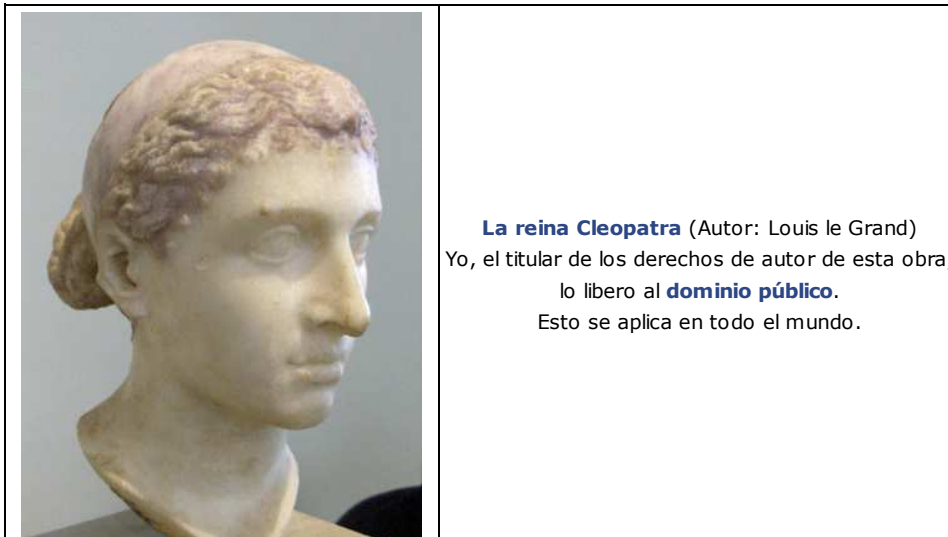 La reina Cleopatra (Autor: Louis le Grand)
Yo, el titular de los derechos de autor de esta obra,
lo libero al dominio público.
Esto se aplica en todo el mundo.